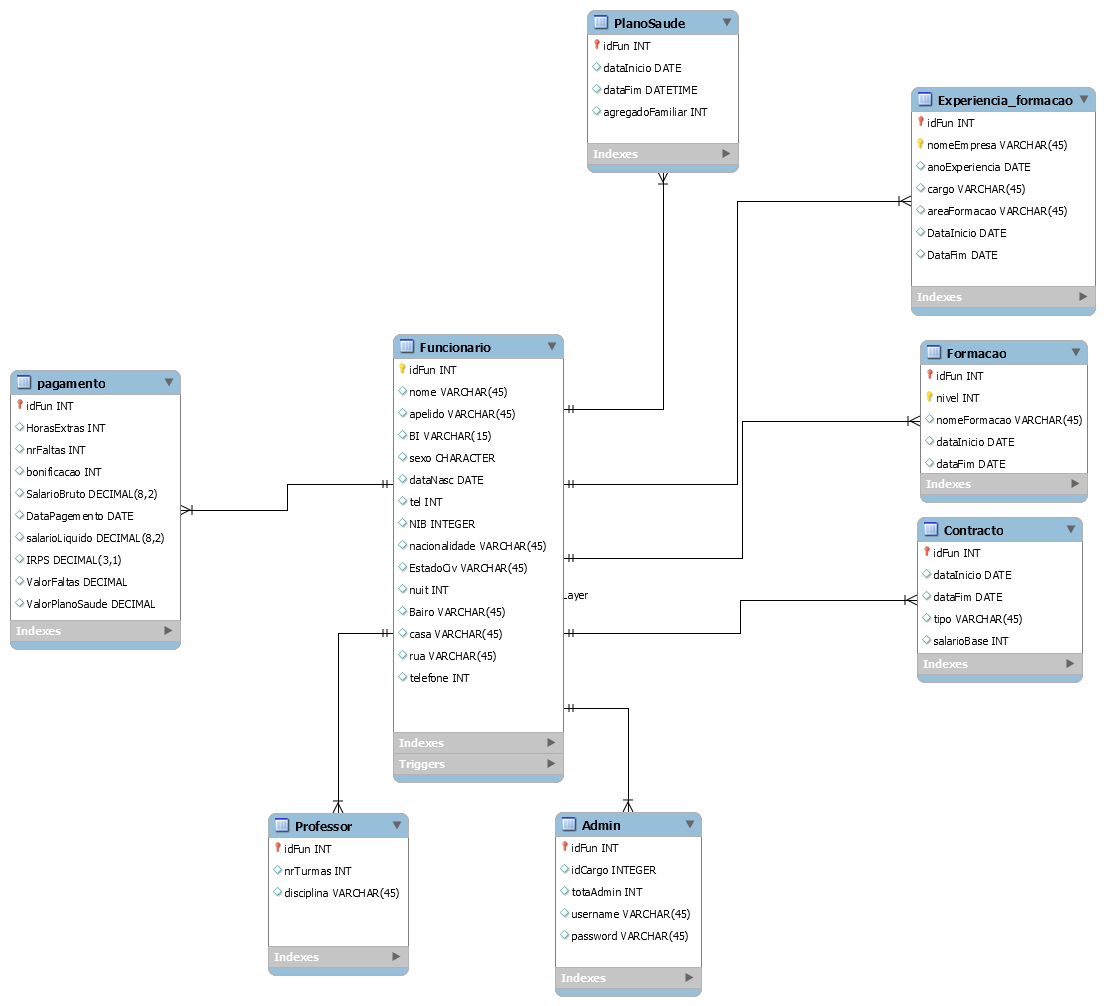 PlanoSaude
idFun INT
dataInicio DATE
dataFim DATETIME
agregadoFamiliar INT
Indexes
Experiencia_formacao
idFun INT
nomeEmpresa VARCHAR(45)
anoExperiencia DATE
cargo VARCHAR(45)
areaFormacao VARCHAR(45)
DataInicio DATE
DataFim DATE
Indexes
Funcionario
idFun INT
nome VARCHAR(45)
apelido VARCHAR(45)
BI VARCHAR(15)
sexo CHARACTER
dataNasc DATE
tel INT
NIB INTEGER
nacionalidade VARCHAR(45)
EstadoCiv VARCHAR(45)
nuit INT
Bairo VARCHAR(45)
casa VARCHAR(45)
rua VARCHAR(45)
telefone INT
Indexes
Triggers
Formacao
idFun INT
nivel INT
nomeFormacao VARCHAR(45)
dataInicio DATE
dataFim DATE
Indexes
pagamento
idFun INT
HorasExtras INT
nrFaltas INT
bonificacao INT
SalarioBruto DECIMAL(8,2)
DataPagemento DATE
salarioLiquido DECIMAL(8,2)
IRPS DECIMAL(3,1)
ValorFaltas DECIMAL
ValorPlanoSaude DECIMAL
Indexes
Contracto
idFun INT
dataInicio DATE
dataFim DATE
tipo VARCHAR(45)
salarioBase INT
Indexes
Layer
Professor
idFun INT
nrTurmas INT
disciplina VARCHAR(45)
Indexes
Admin
idFun INT
idCargo INTEGER
totaAdmin INT
username VARCHAR(45)
password VARCHAR(45)
Indexes